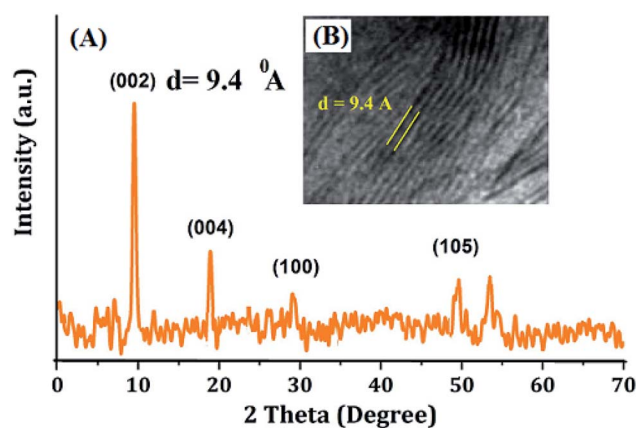 (A)
(B)
(002) d= 9.4 ⁰A
d = 9.4 A
(004)
(100)
(105)
Intensity (a.u.)
0 10 20 30 40 50 60 70
2 Theta (Degree)